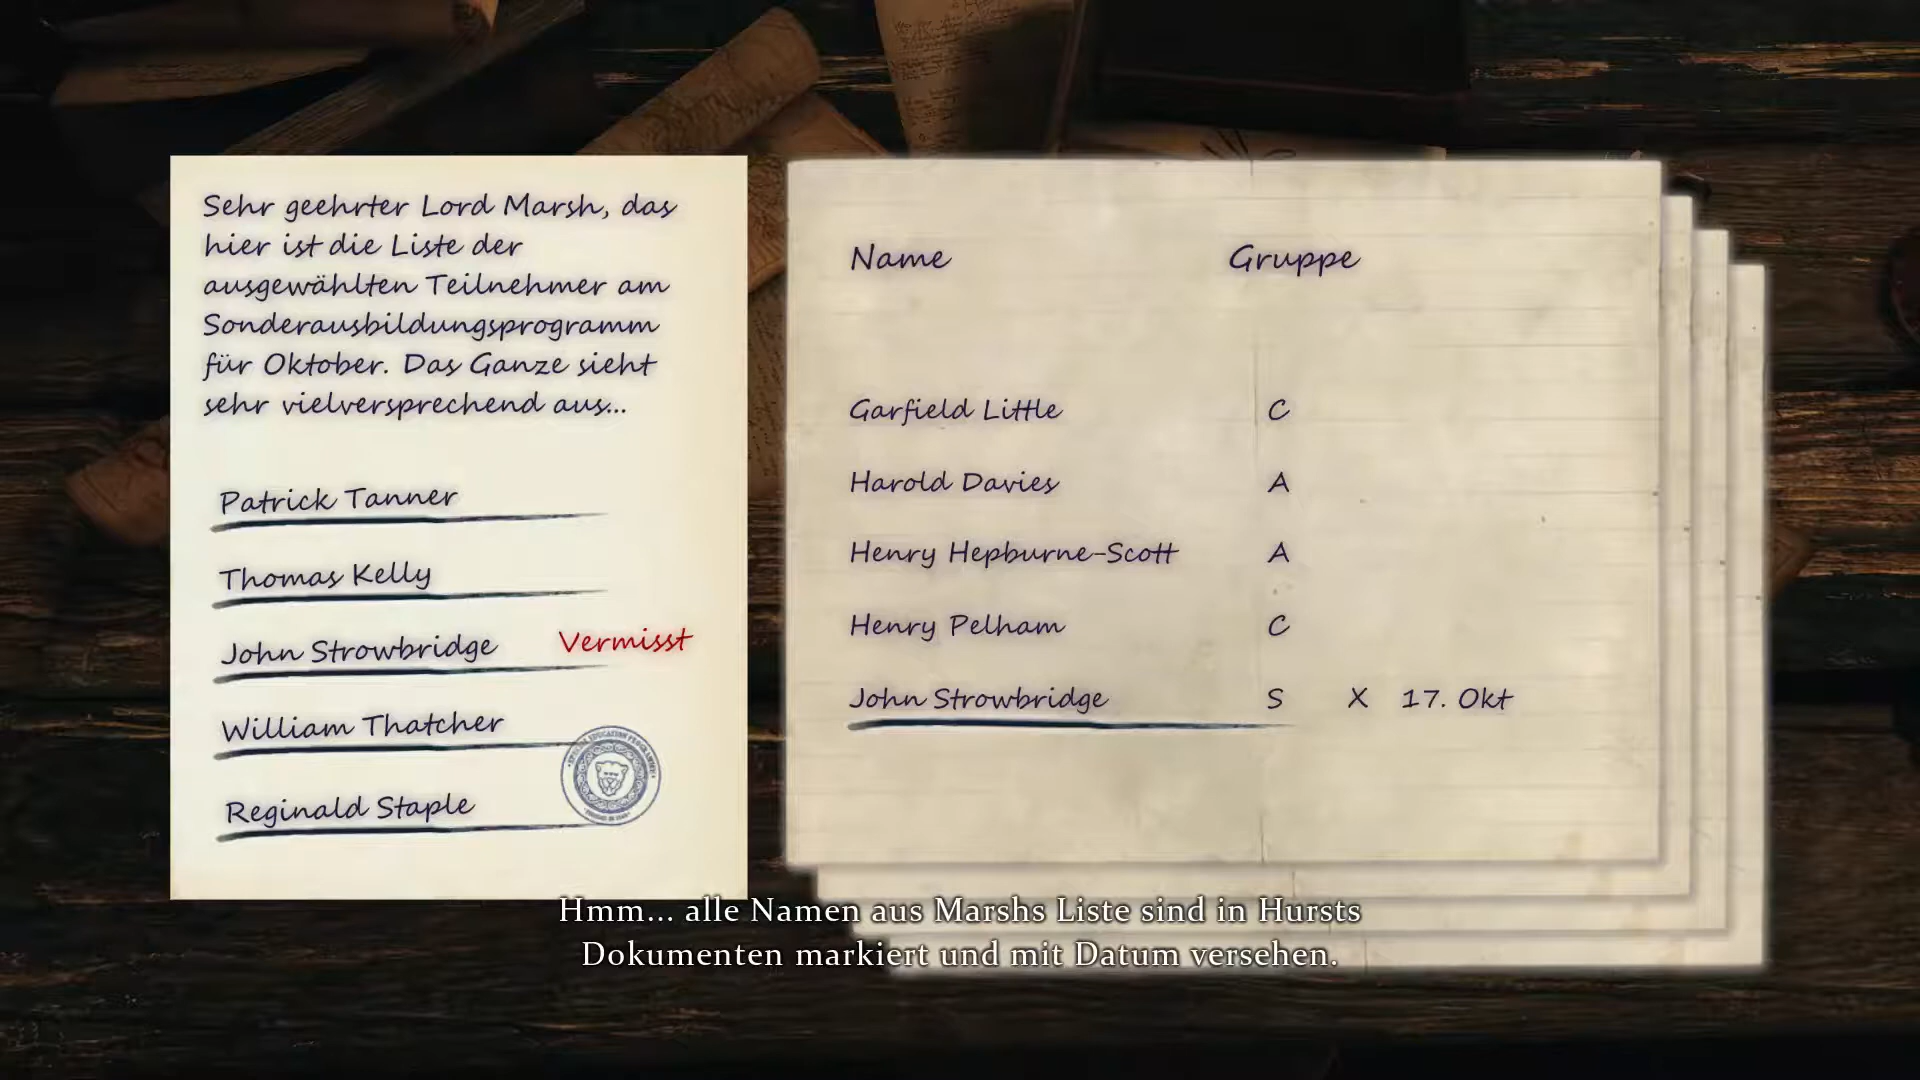 Sehr geehrter Lord Marsh, das
hier ist die Liste der
ausgewählten Teilnehmer am
Sonderausbildungsprogramm
für Oktober. Das Ganze sieht
sehr vielversprechend aus...
Patrick Tanner
Thomas Kelly
John Strowbridge Vermisst
William Thatcher
Reginald Staple
Name Gruppe
Garfield Little C
Harold Davies A
Henry Hepburne-Scott A
Henry Pelham C
John Strowbridge S X 17. Okt
Hmm... alle Namen aus Marshs Liste sind in Hursts
Dokumenten markiert und mit Datum versehen.